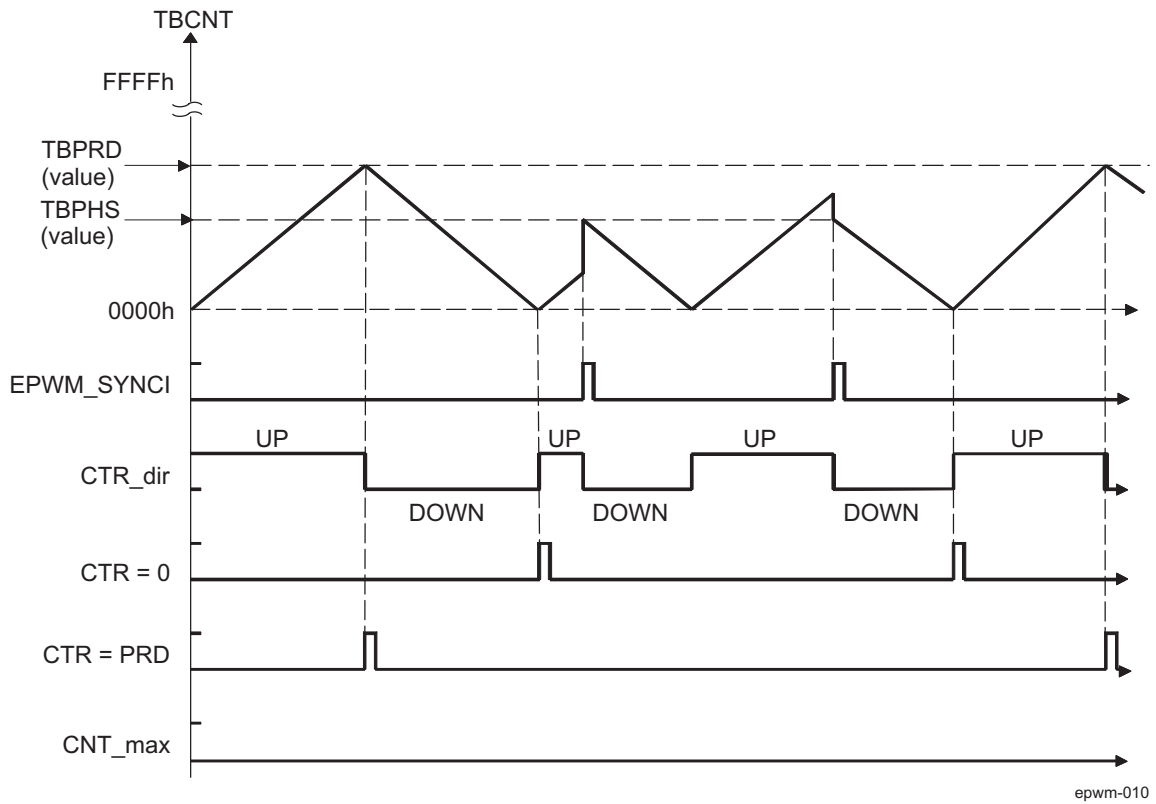 TBCNT
FFFFh
TBPRD
(value)
TBPHS
(value)
0000h
EPWM_SYNCI
UP
UP
UP
UP
CTR_dir
DOWN
DOWN
DOWN
CTR = 0
CTR = PRD
CNT_max
epwm-010